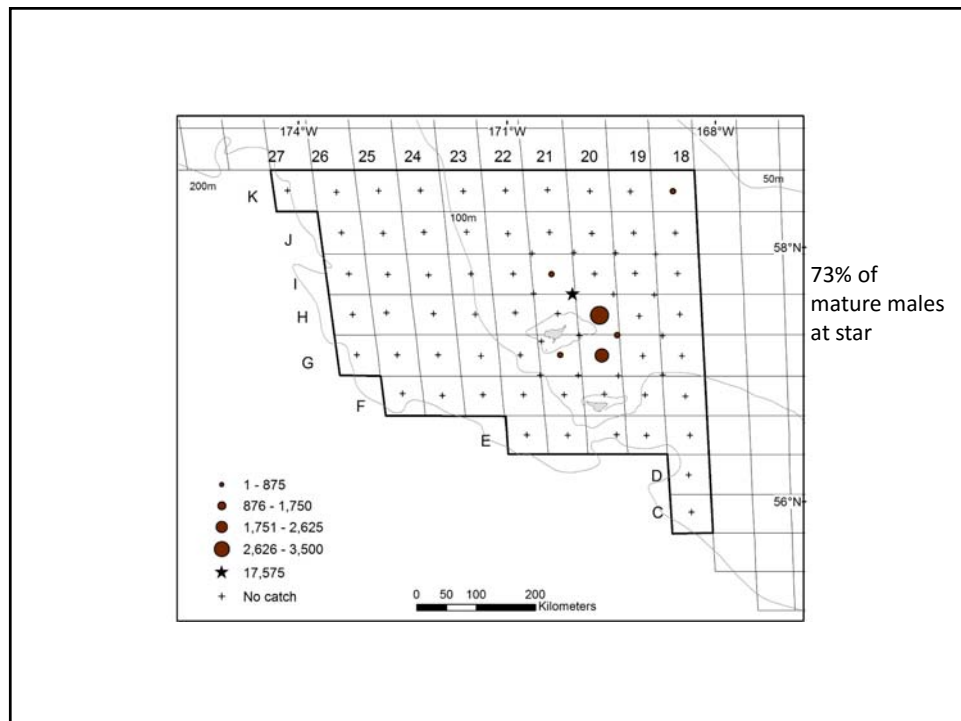 174°W 171°W 168°W
27 26 25 24 23 22 21 20 19 18
200m
50m
K
100m
J
58°N
I
73% of
mature males
at star
H
G
F
E
D
C
56°N
1 - 875
876 - 1,750
1,751 - 2,625
2,626 - 3,500
17,575
No catch
0 50 100 200
Kilometers